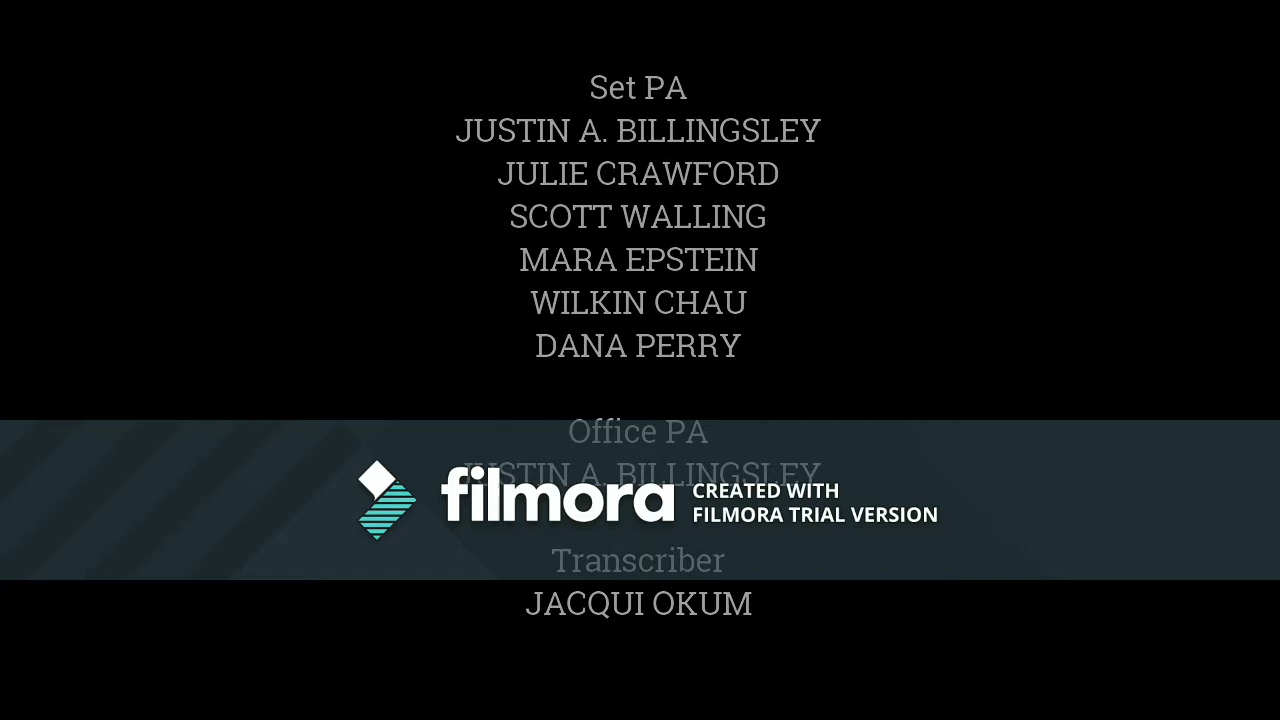 Set PA
JUSTIN A. BILLINGSLEY
JULIE CRAWFORD
SCOTT WALLING
MARA EPSTEIN
WILKIN CHAU
DANA PERRY
Office PA
JUSTIN A. BILLINGSLEY
filmora CREATED WITH
FILMORA TRIAL VERSION
Transcriber
JACQUI OKUM